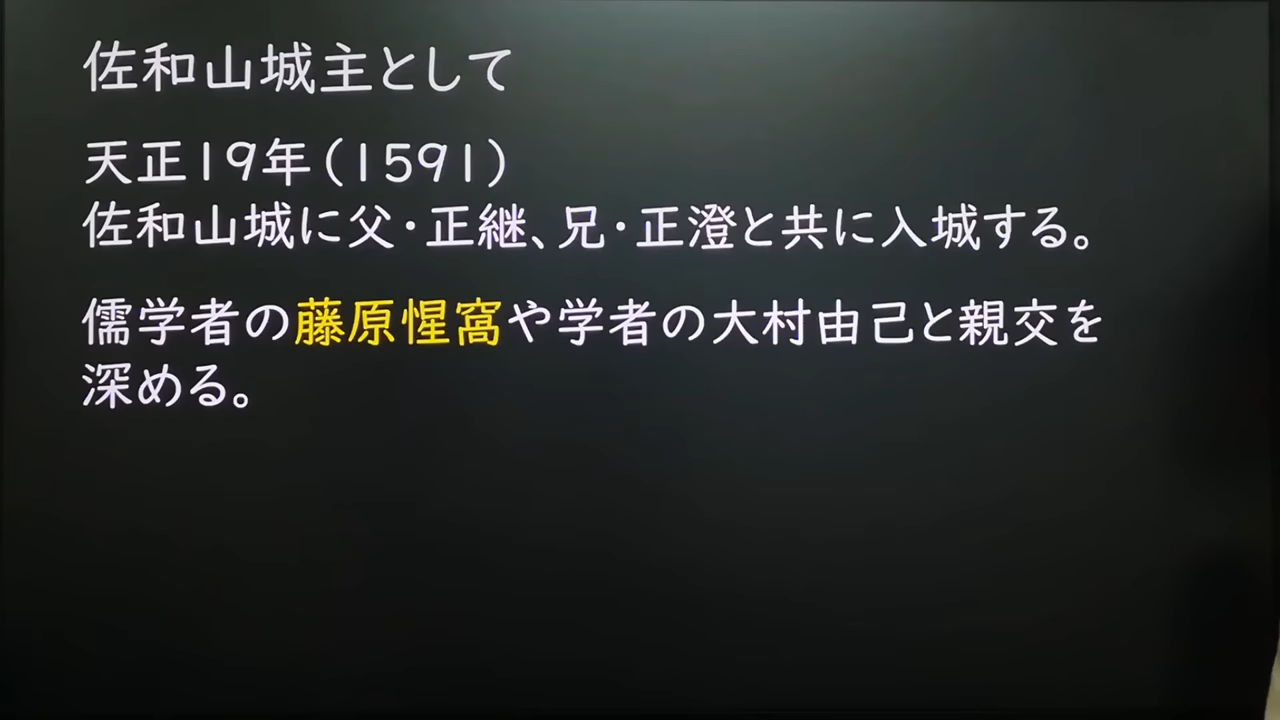 佐和山城主として
天正19年(1591)
佐和山城に父・正継、兄・正澄と共に入城する。
儒学者の藤原惺窩や学者の大村由己と親交を
深める。